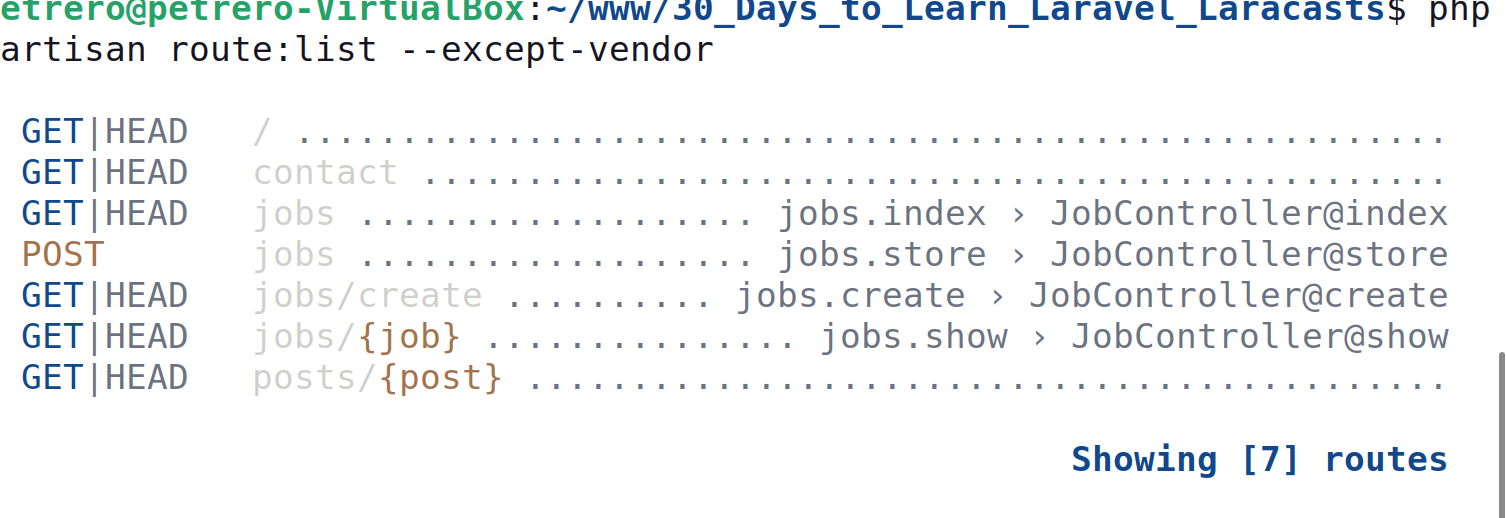 etrero@petrero-VirtualBox:~/www/30_Days_to_Learn_Laravel_Laracasts$ php
artisan route:list --except-vendor
GET|HEAD / .......................................................
GET|HEAD contact .................................................
GET|HEAD jobs ................... jobs.index › JobController@index
POST jobs ................... jobs.store › JobController@store
GET|HEAD jobs/create .......... jobs.create › JobController@create
GET|HEAD jobs/{job} ............... jobs.show › JobController@show
GET|HEAD posts/{post} ............................................
Showing [7] routes